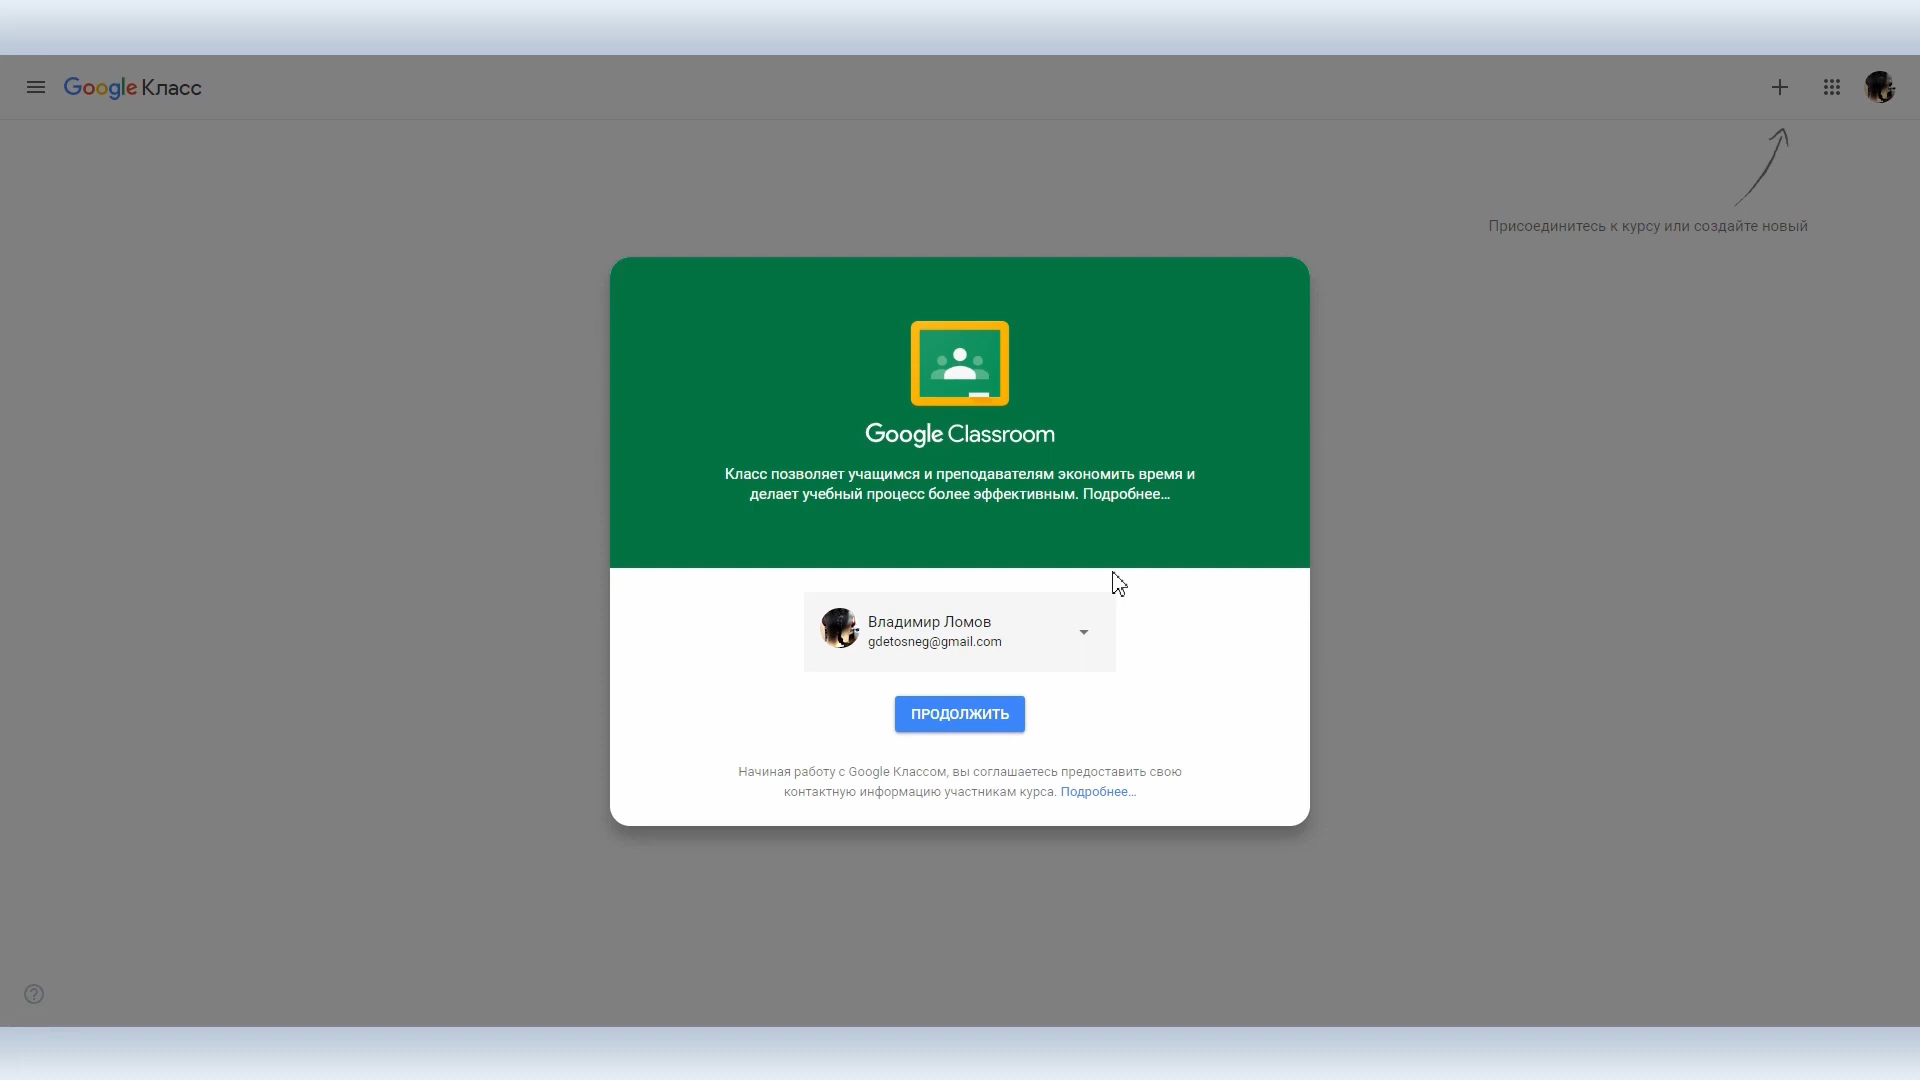 Google Класс
Присоединитесь к курсу или создайте новый
Google Classroom
Класс позволяет учащимся и преподавателям экономить время и
делает учебный процесс более эффективным. Подробнее…
Владимир Ломов
gdetosneg@gmail.com
ПРОДОЛЖИТЬ
Начиная работу с Google Классом, вы соглашаетесь предоставить свою
контактную информацию участникам курса. Подробнее…